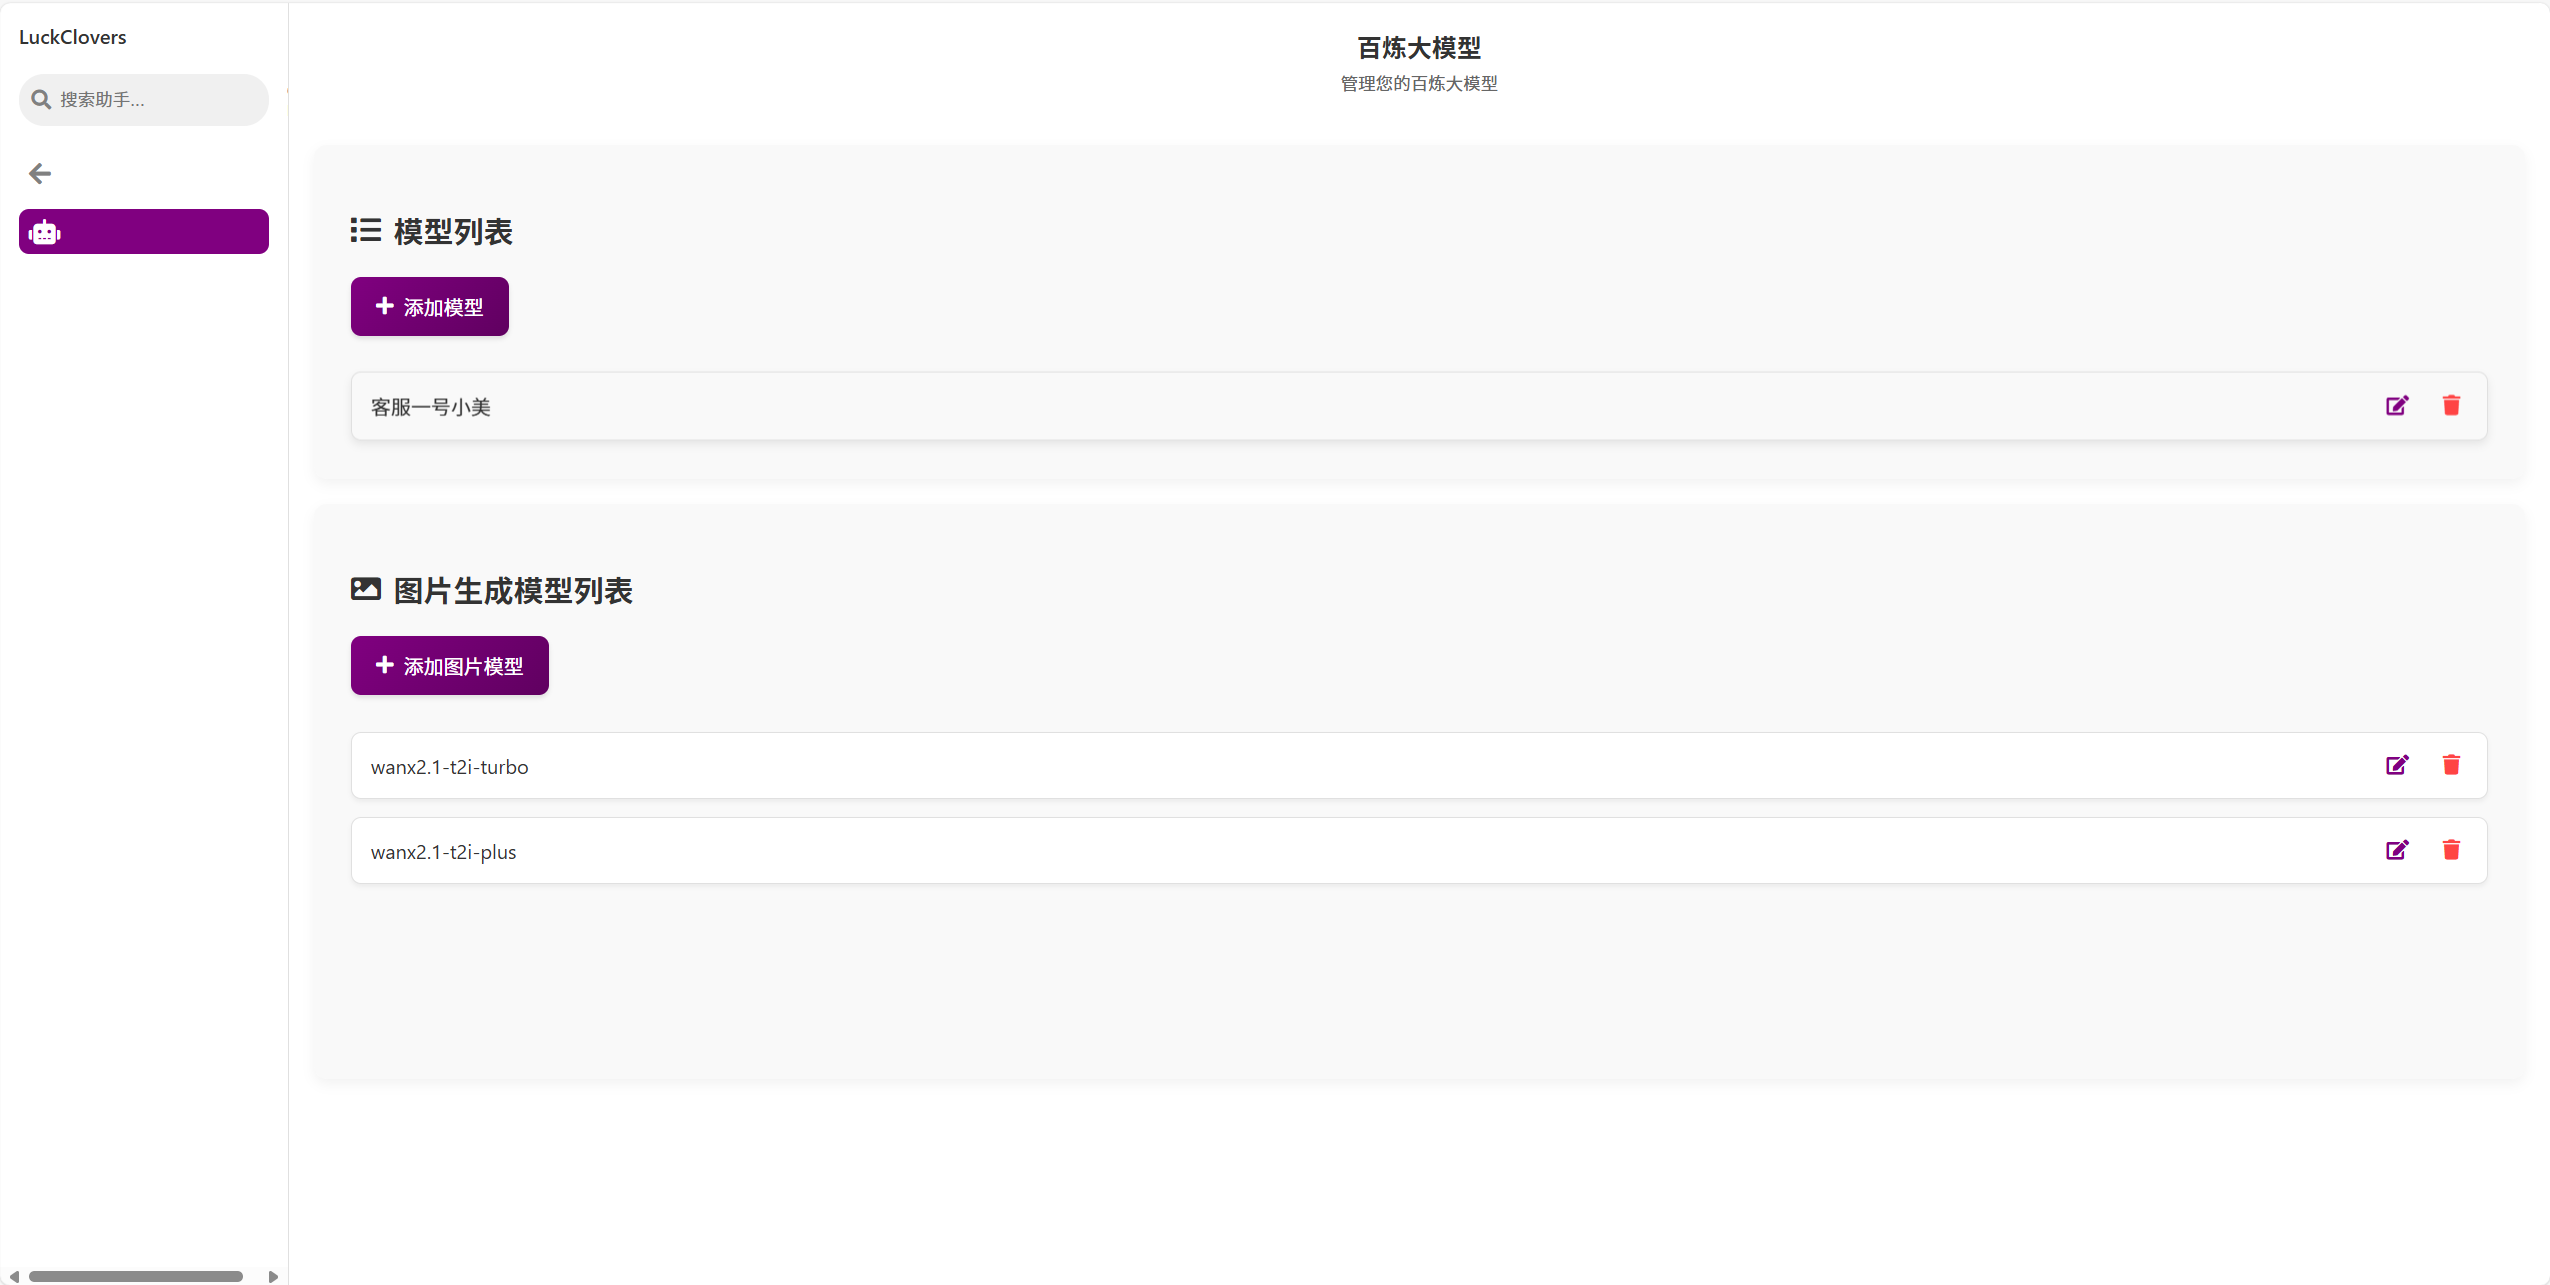 LuckClovers
搜索助手...
百炼大模型
管理您的百炼大模型
模型列表
添加模型
客服一号小美
图片生成模型列表
添加图片模型
wanx2.1-t2i-turbo
wanx2.1-t2i-plus